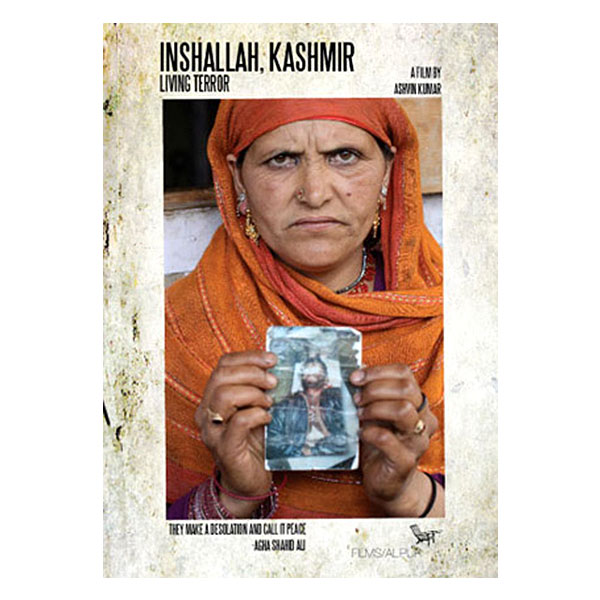 INSHALLAH, KASHMIR
LIVING TERROR
A FILM BY
ASHVIN KUMAR
THEY MAKE A DESOLATION AND CALL IT PEACE
-AGHA SHAHID ALI
FILMS/ALIPUR